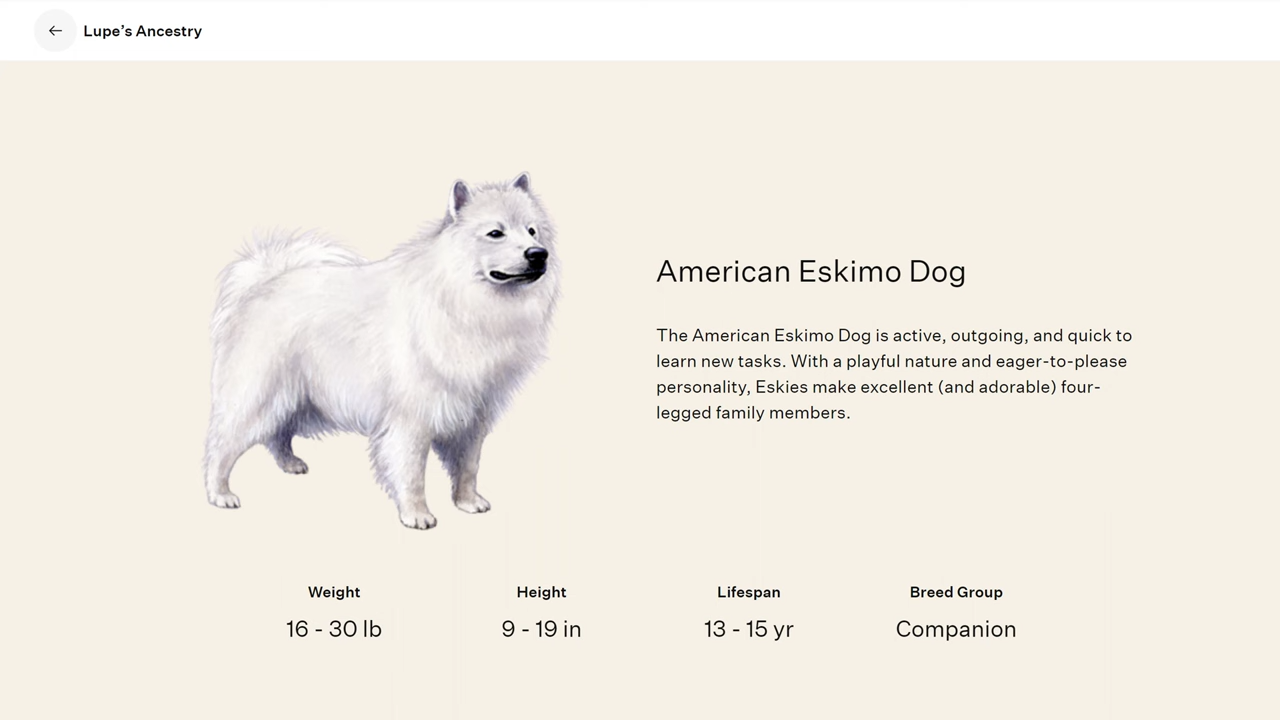 Lupe’s Ancestry
American Eskimo Dog
The American Eskimo Dog is active, outgoing, and quick to
learn new tasks. With a playful nature and eager-to-please
personality, Eskies make excellent (and adorable) four-
legged family members.
Weight Height Lifespan Breed Group
16 - 30 lb 9 - 19 in 13 - 15 yr Companion